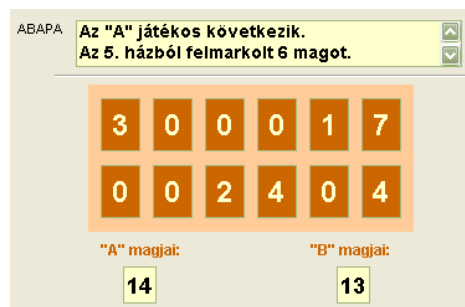 ABAPA
Az "A" játékos következik.
Az 5. házból felmarkolt 6 magot.
3 0 0 0 1 7
0 0 2 4 0 4
"A" magjai: "B" magjai:
14 13